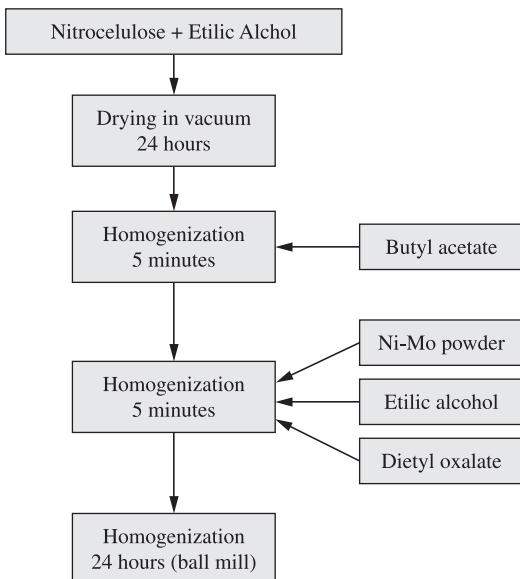 Nitrocelulose + Etilic Alchol
Drying in vacuum
24 hours
Homogenization
5 minutes
Butyl acetate
Ni-Mo powder
Homogenization
5 minutes
Etilic alcohol
Dietyl oxalate
Homogenization
24 hours (ball mill)